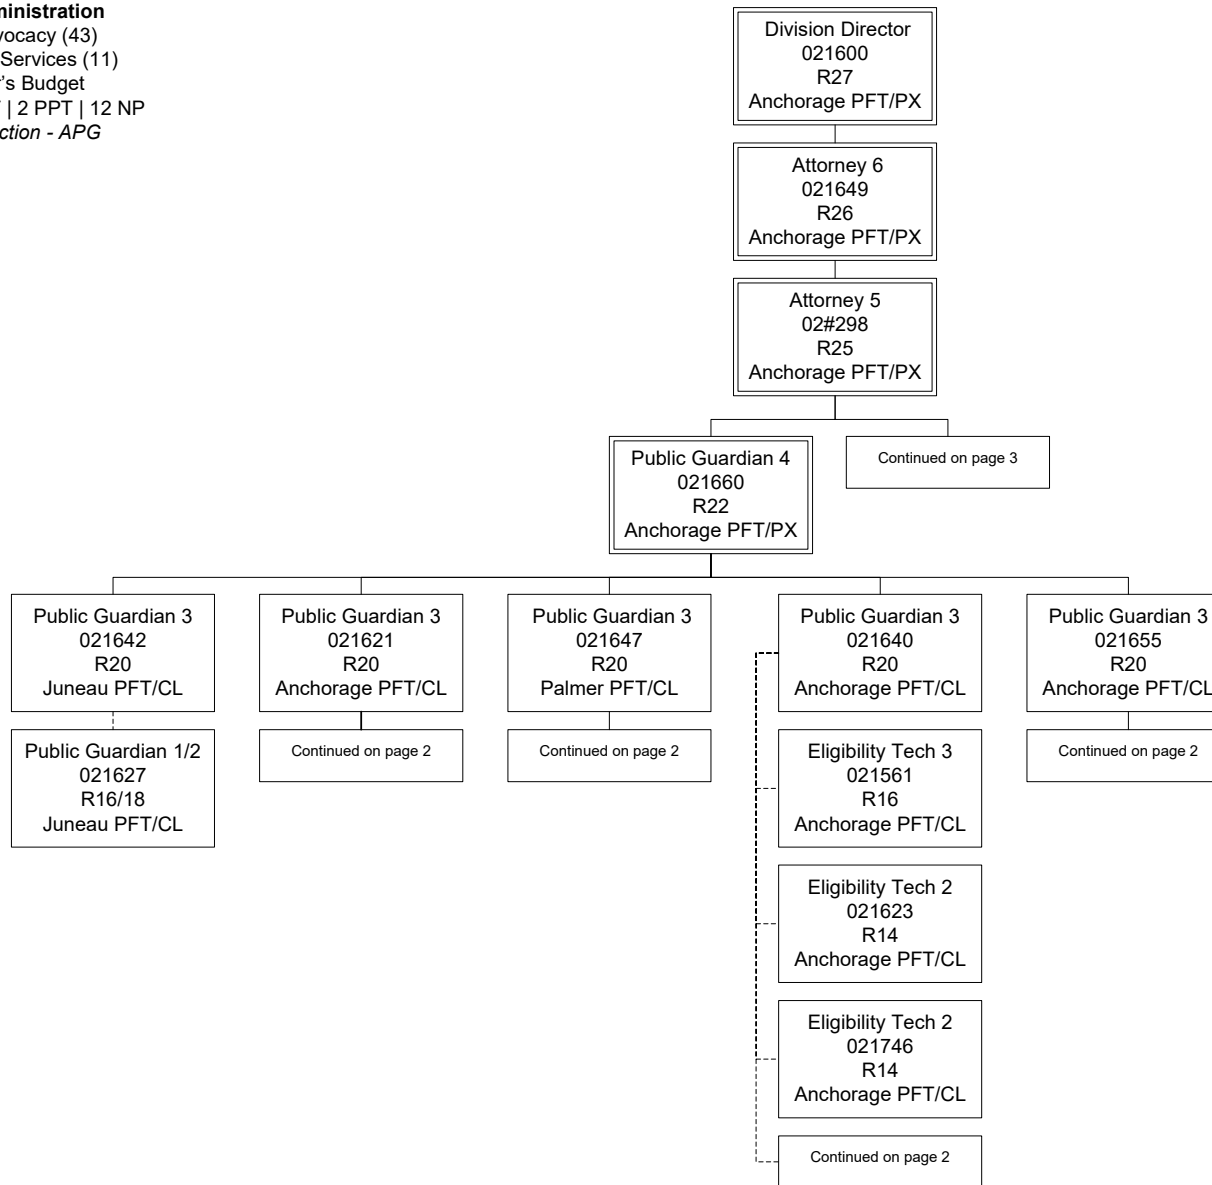 ministration
vocacy (43)
Services (11)
r's Budget
| 2 PPT | 12 NP
ction - APG
Division Director
021600
R27
Anchorage PFT/PX
Attorney 6
021649
R26
Anchorage PFT/PX
Attorney 5
02#298
R25
Anchorage PFT/PX
Public Guardian 4
021660
R22
Anchorage PFT/PX
Continued on page 3
Public Guardian 3
021642
R20
Juneau PFT/CL
Public Guardian 3
021621
R20
Anchorage PFT/CL
Public Guardian 3
021647
R20
Palmer PFT/CL
Public Guardian 3
021640
R20
Anchorage PFT/CL
Public Guardian 3
021655
R20
Anchorage PFT/CL
Public Guardian 1/2
021627
R16/18
Juneau PFT/CL
Continued on page 2
Continued on page 2
Eligibility Tech 3
021561
R16
Anchorage PFT/CL
Continued on page 2
Eligibility Tech 2
021623
R14
Anchorage PFT/CL
Eligibility Tech 2
021746
R14
Anchorage PFT/CL
Continued on page 2